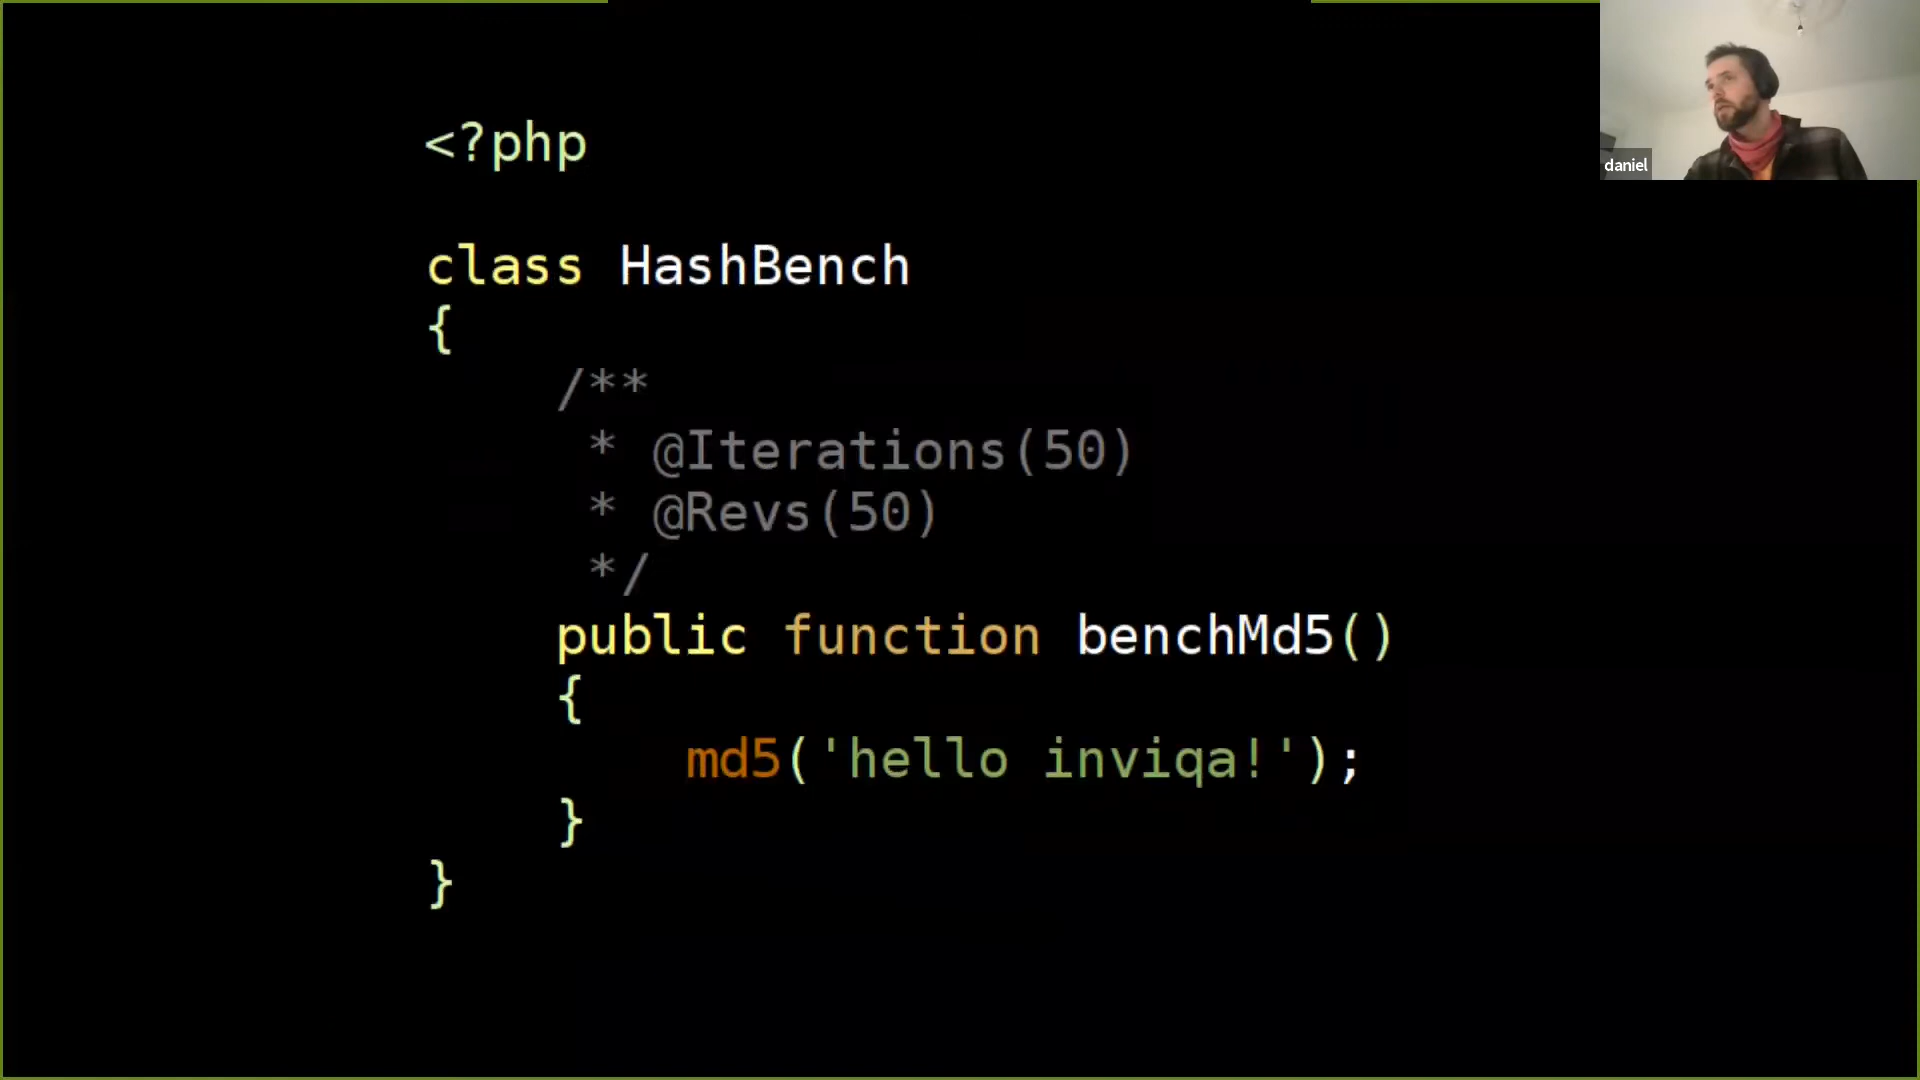 <?php
class HashBench
{
/**
* @Iterations(50)
* @Revs(50)
*/
public function benchMd5()
{
md5('hello inviqa!');
}
}
daniel